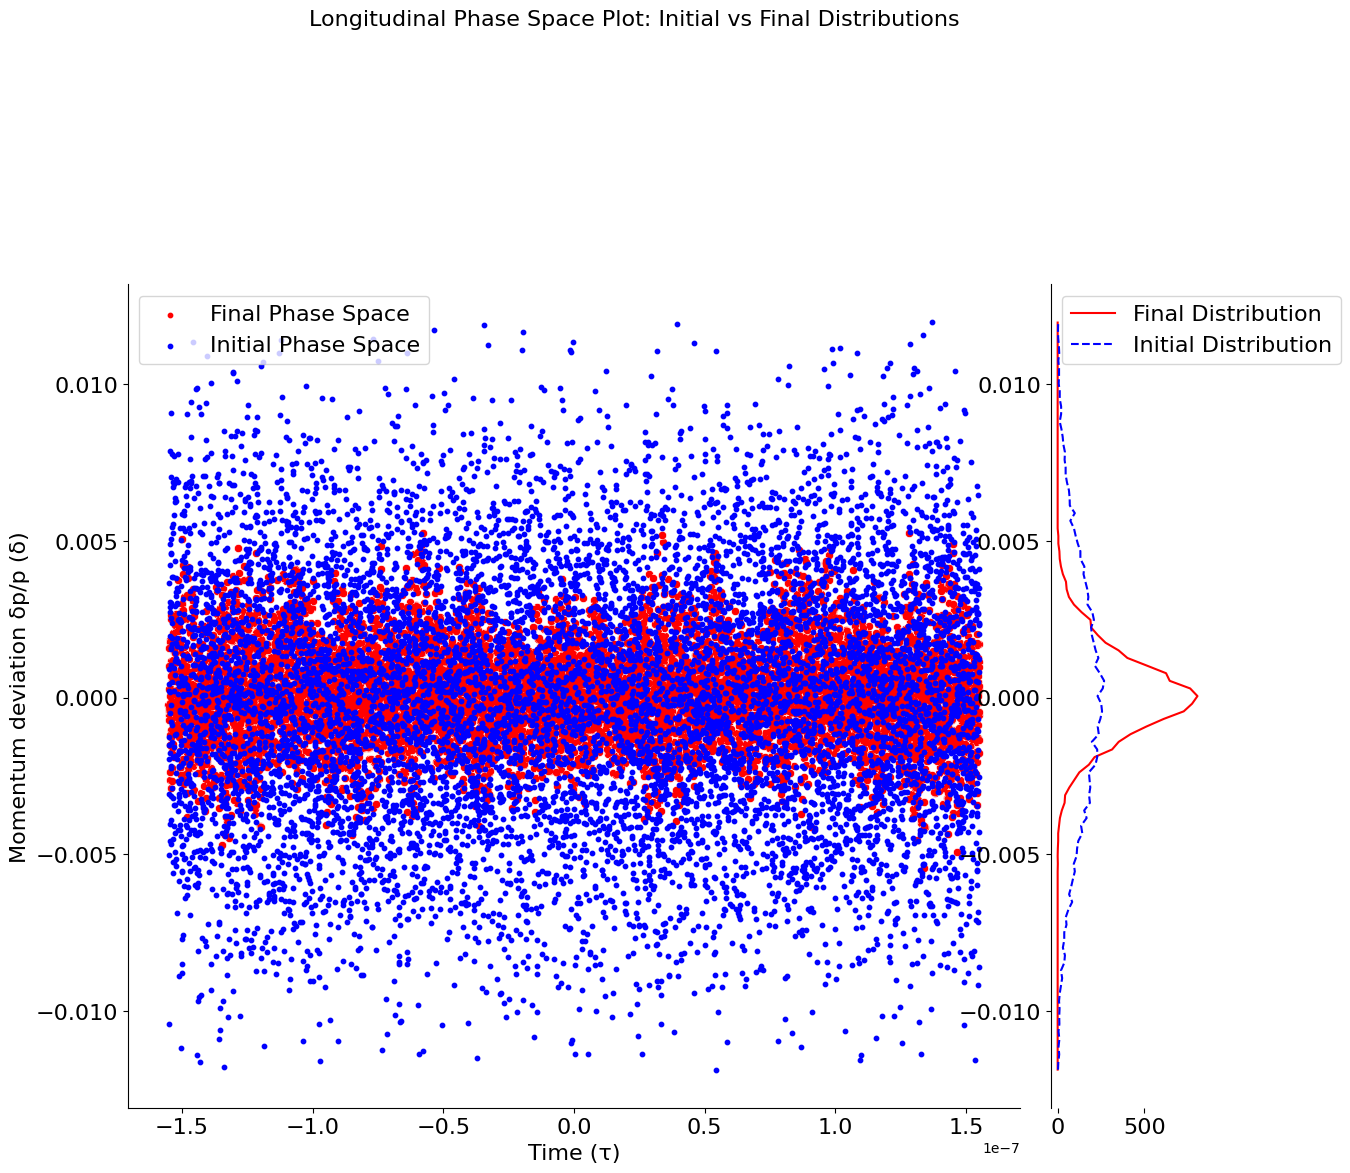 Longitudinal Phase Space Plot: Initial vs Final Distributions
Final Phase Space
Initial Phase Space
Final Distribution
Initial Distribution
Momentum deviation δp/p (δ)
0.010
0.005
0.000
−0.005
−0.010
−1.5
−1.0
−0.5
0.0
0.5
1.0
1.5
Time (τ)
1e−7
0.010
0.005
0.000
−0.005
−0.010
0
500